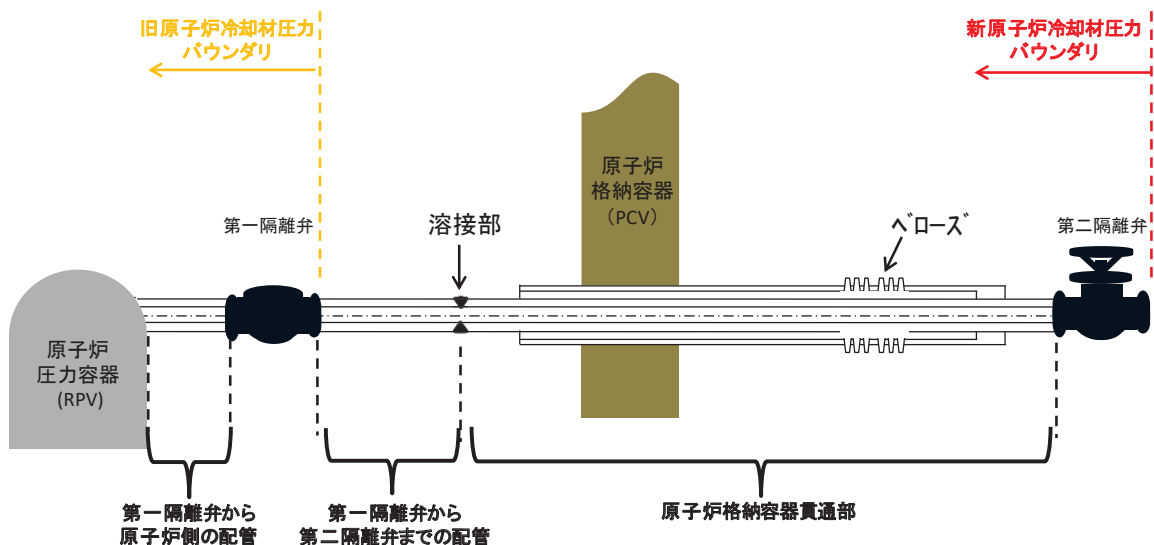 旧原子炉冷却材圧力
バウンダリ
新原子炉冷却材圧力
バウンダリ
原子炉
格納容器
（PCV）
第一隔離弁
溶接部
ベローズ
第二隔離弁
原子炉
圧力容器
(RPV)
第一隔離弁から
原子炉側の配管
第一隔離弁から
第二隔離弁までの配管
原子炉格納容器貫通部